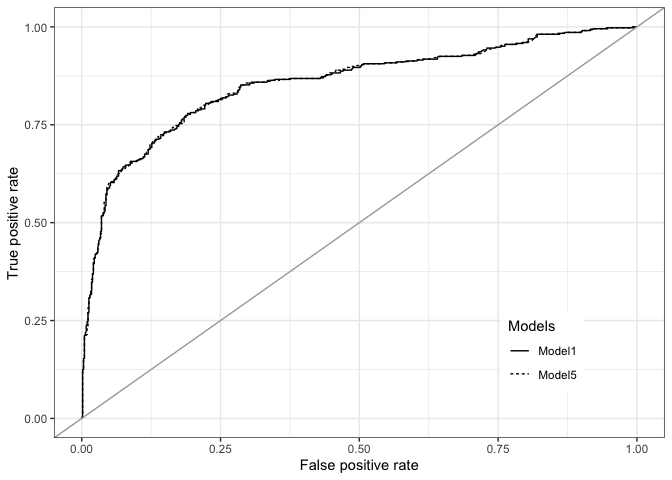 1.00
0.75
0.50
0.25
0.00
True positive rate
Models
Model1
Model5
0.00 0.25 0.50 0.75 1.00
False positive rate